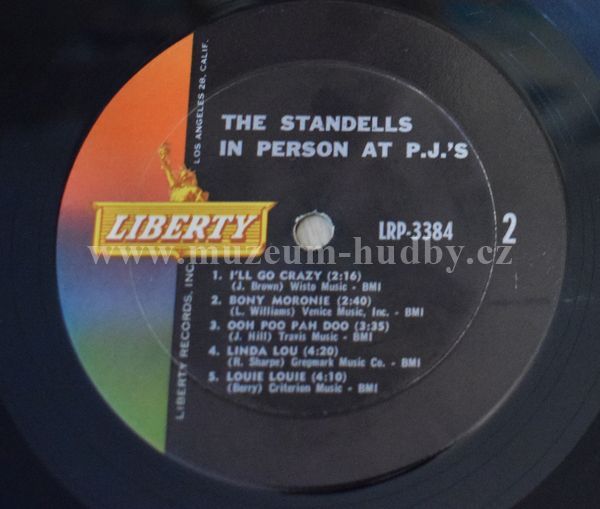 THE STANDELLS
IN PERSON AT P.J.'S
LIBERTY
LRP-3384
2
www.muzeum-hudby.cz
1. I'LL GO CRAZY (2:16)
(J. Brown) Wisto Music - BMI
2. BONY MORONIE (2:40)
(L. Williams) Venice Music, Inc. - BMI
3. OOH POO PAH DOO (3:35)
(J. Hill) Travis Music - BMI
4. LINDA LOU (4:20)
(R. Sharpe) Gregmark Music Co. - BMI
5. LOUIE LOUIE (4:10)
(Berry) Criterion Music - BMI
LIBERTY RECORDS, INC.
LOS ANGELES 28, CALIF.